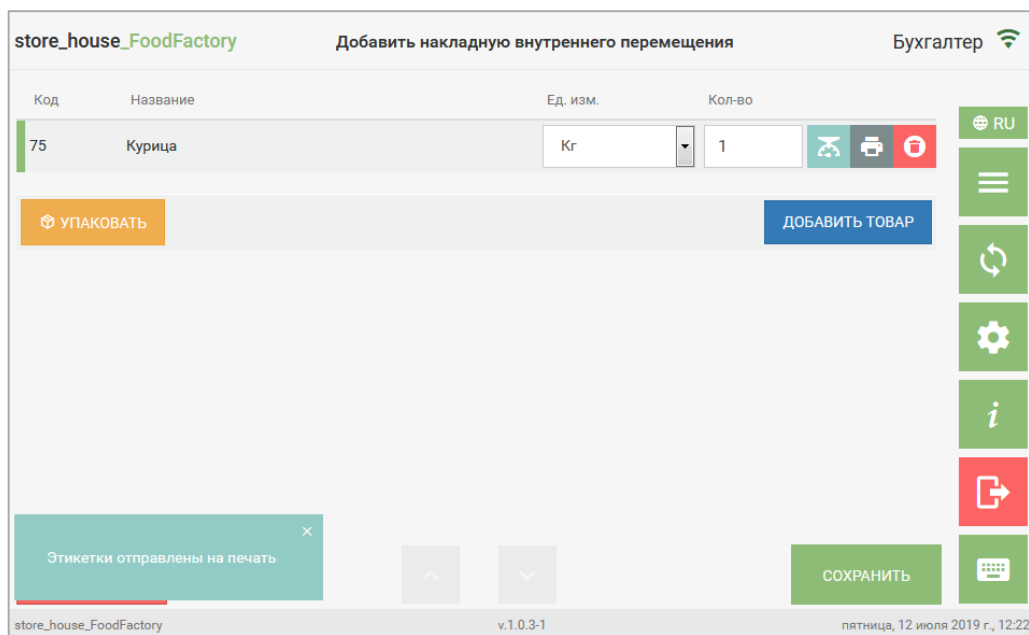 store_house_FoodFactory Добавить накладную внутреннего перемещения Бухгалтер
Код Название Ед. изм. Кол-во
RU
75 Курица Кг 1
УПАКОВАТЬ ДОБАВИТЬ ТОВАР
i
×
Этикетки отправлены на печать
СОХРАНИТЬ
store_house_FoodFactory v.1.0.3-1 пятница, 12 июля 2019 г., 12:22